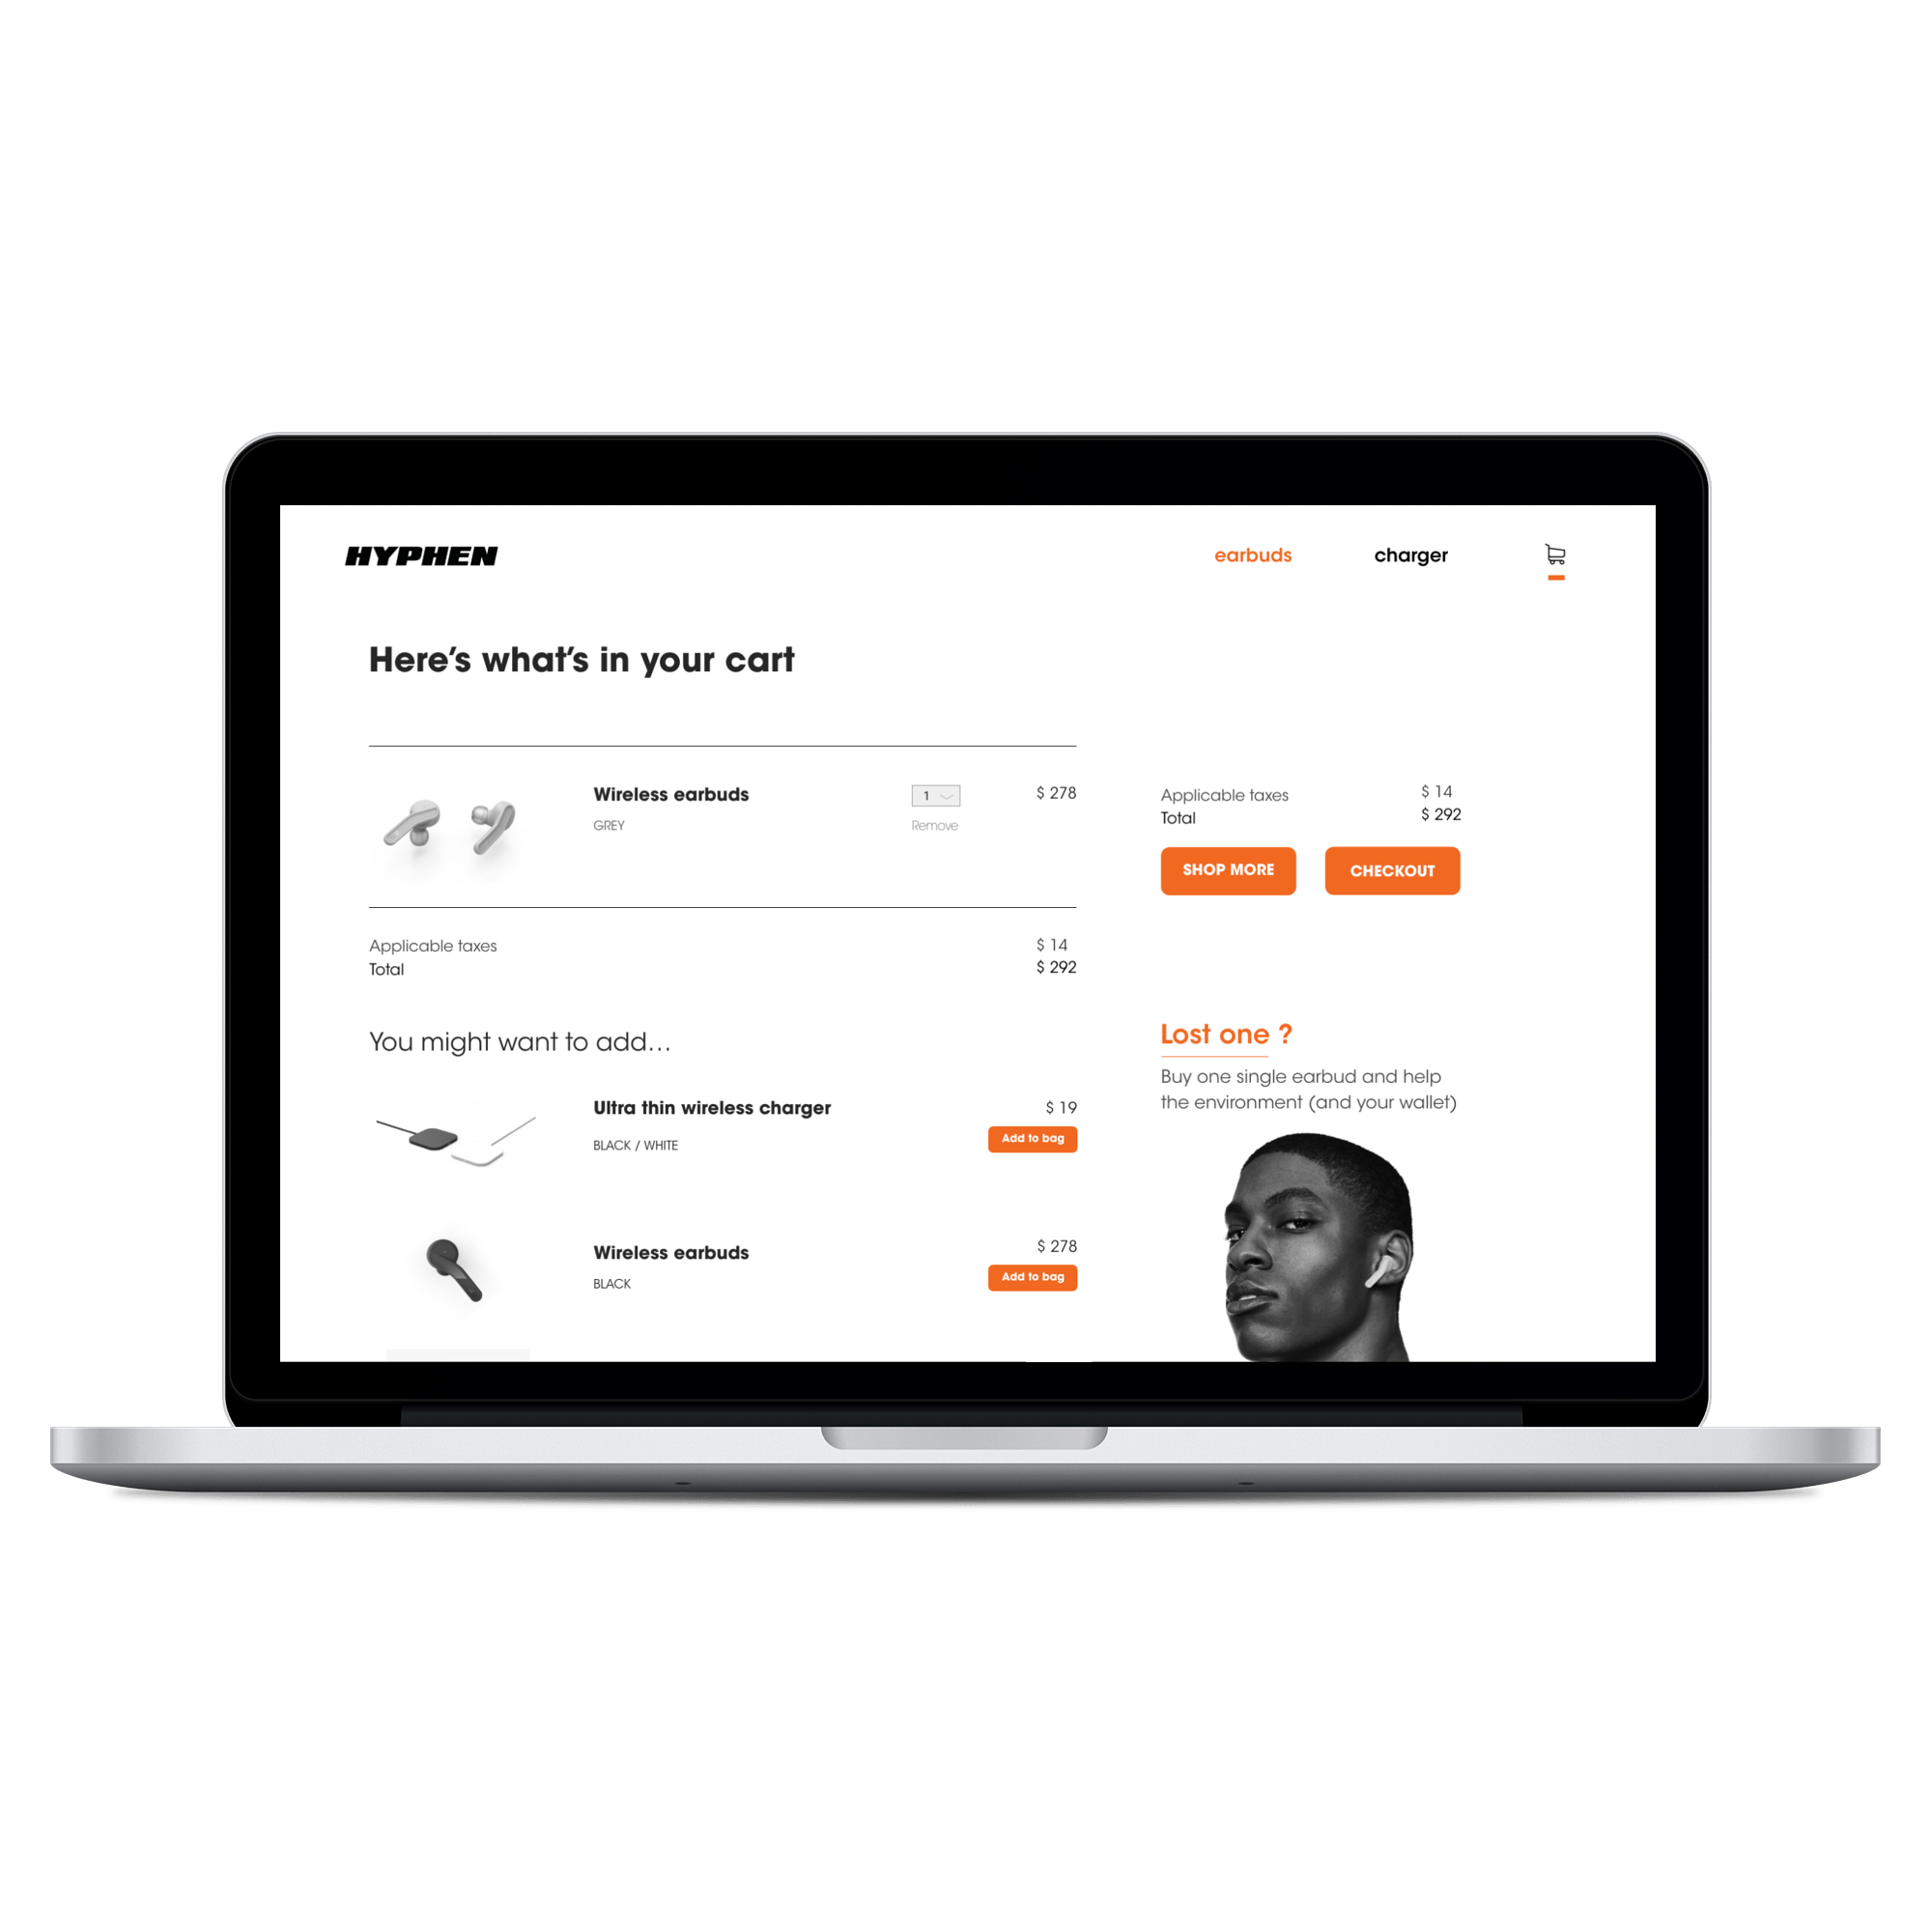 HYPHEN
earbuds
charger
Here's what's in your cart
Wireless earbuds
GREY
1
Remove
$ 278
Applicable taxes
$ 14
Total
$ 292
SHOP MORE
CHECKOUT
Applicable taxes
$ 14
Total
$ 292
You might want to add...
Ultra thin wireless charger
BLACK / WHITE
$ 19
Add to bag
Wireless earbuds
BLACK
$ 278
Add to bag
Lost one ?
Buy one single earbud and help
the environment (and your wallet)